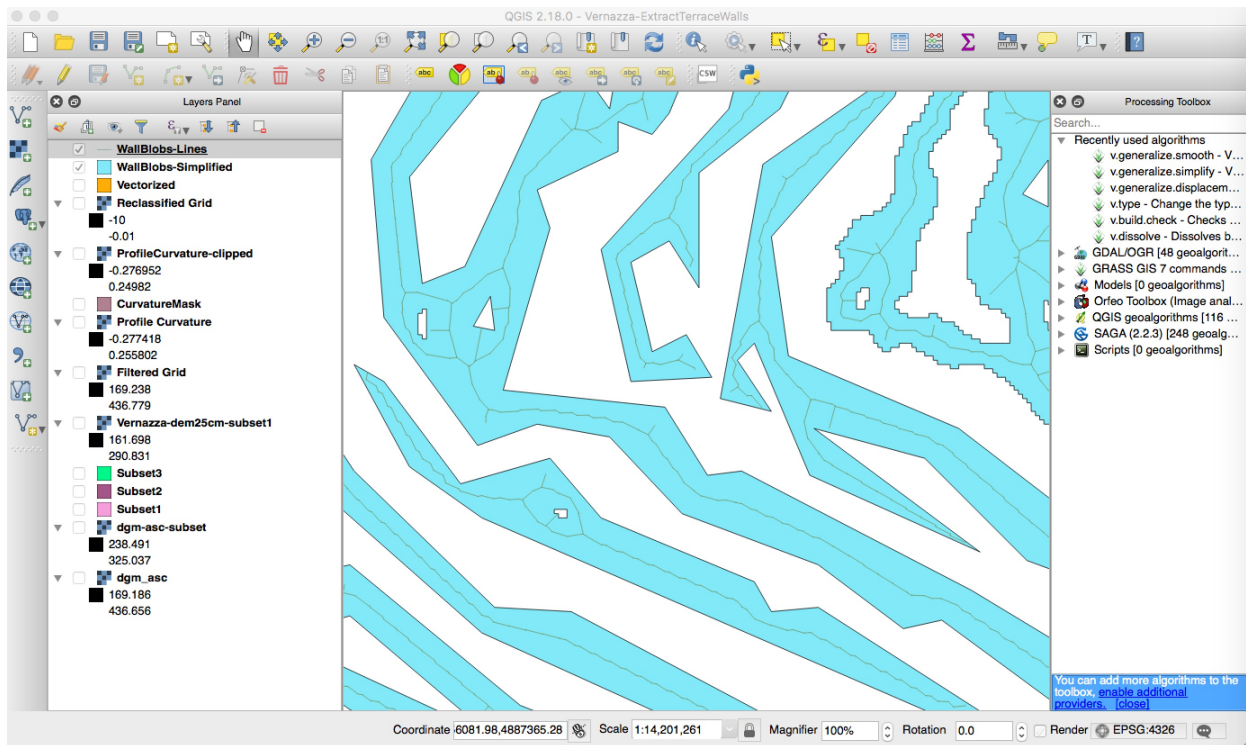 QGIS 2.18.0 - Vernazza-ExtractTerraceWalls
Layers Panel
WallBlobs-Lines
WallBlobs-Simplified
Vectorized
Reclassified Grid
-10
-0.01
ProfileCurvature-clipped
-0.276952
0.24982
CurvatureMask
Profile Curvature
-0.277418
0.255802
Filtered Grid
169.238
436.779
Vernazza-dem25cm-subset1
161.698
290.831
Subset3
Subset2
Subset1
dgm-asc-subset
238.491
325.037
dgm_asc
169.186
436.656
Processing Toolbox
Search...
Recently used algorithms
v.generalize.smooth - V...
v.generalize.simplify - V...
v.generalize.displacem...
v.type - Change the typ...
v.build.check - Checks ...
v.dissolve - Dissolves b...
GDAL/OGR [48 geoalgorit...
GRASS GIS 7 commands ...
Models [0 geoalgorithms]
Orfeo Toolbox (Image anal...
QGIS geoalgorithms [116 ...
SAGA (2.2.3) [248 geoalg...
Scripts [0 geoalgorithms]
You can add more algorithms to the
toolbox, enable additional
providers. [close]
Coordinate 6081.98,4887365.28 Scale 1:14,201,261 Magnifier 100% Rotation 0.0 Render EPSG:4326